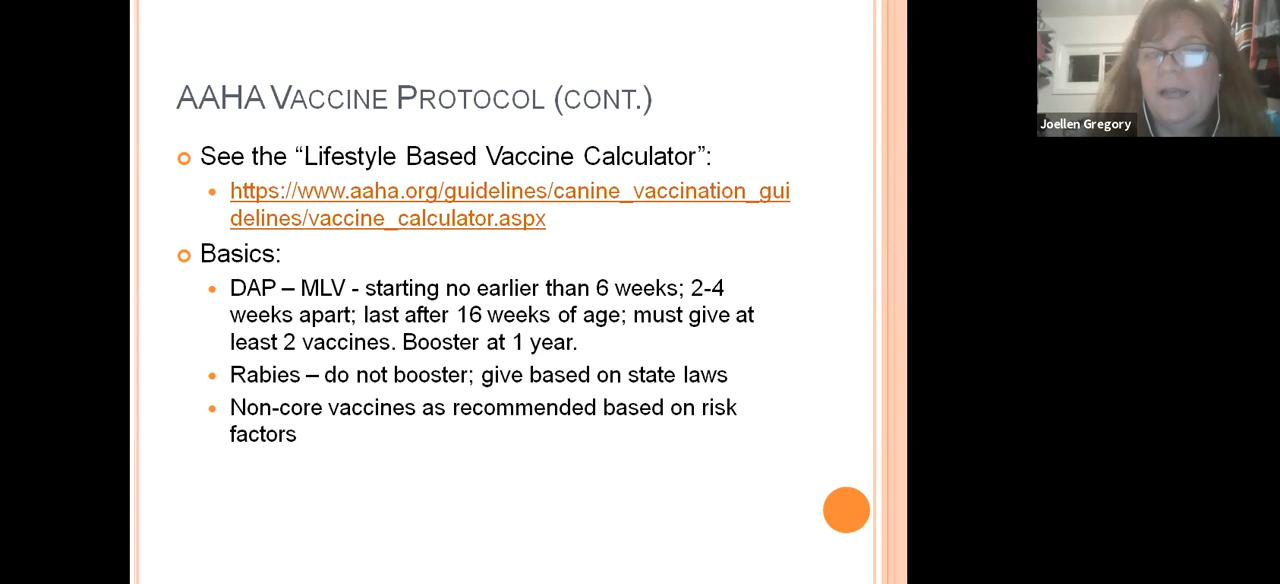 AAHA VACCINE PROTOCOL (CONT.)
See the “Lifestyle Based Vaccine Calculator”:
https://www.aaha.org/guidelines/canine_vaccination_gui
delines/vaccine_calculator.aspx
Basics:
DAP – MLV - starting no earlier than 6 weeks; 2-4
weeks apart; last after 16 weeks of age; must give at
least 2 vaccines. Booster at 1 year.
Rabies – do not booster; give based on state laws
Non-core vaccines as recommended based on risk
factors
Joellen Gregory